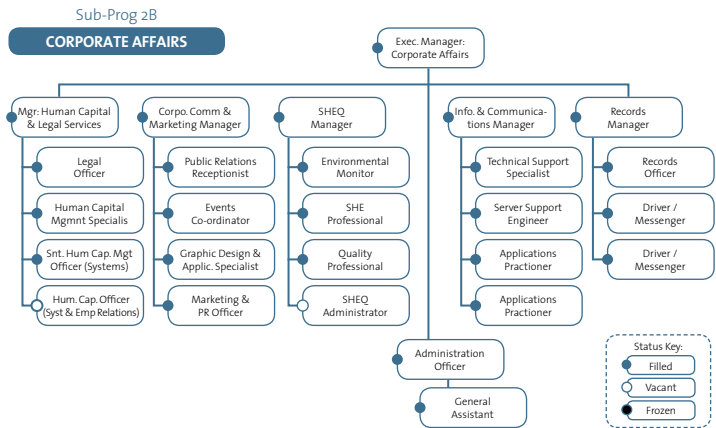 Sub-Prog 2B
CORPORATE AFFAIRS
Exec. Manager:
Corporate Affairs
Mgr: Human Capital
& Legal Services
Legal
Officer
Human Capital
Mgmnt Specialis
Snt. Hum Cap. Mgt
Officer (Systems)
Hum. Cap. Officer
(Syst & Emp Relations)
Corpo. Comm &
Marketing Manager
Public Relations
Receptionist
Events
Co-ordinator
Graphic Design &
Applic. Specialist
Marketing &
PR Officer
SHEQ
Manager
Environmental
Monitor
SHE
Professional
Quality
Professional
SHEQ
Administrator
Info. & Communica-
tions Manager
Technical Support
Specialist
Server Support
Engineer
Applications
Practioner
Applications
Practioner
Records
Manager
Records
Officer
Driver /
Messenger
Driver /
Messenger
Administration
Officer
General
Assistant
Status Key:
Filled
Vacant
Frozen